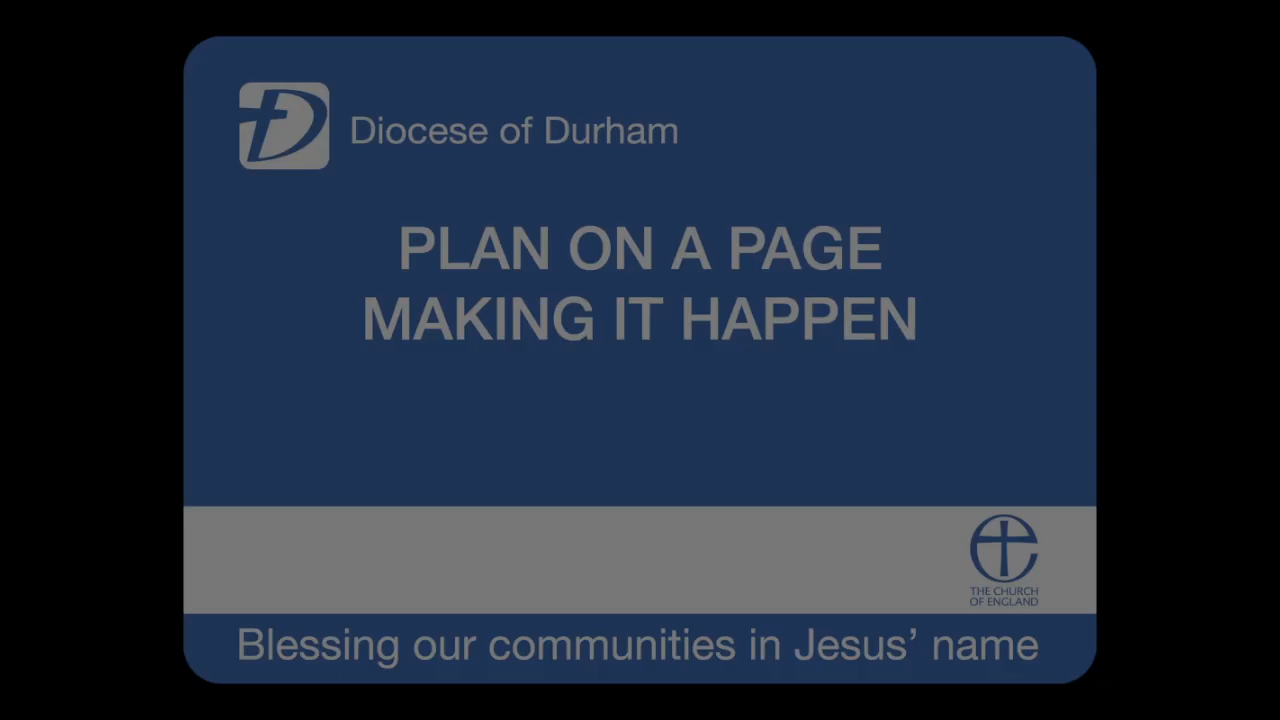 Diocese of Durham
PLAN ON A PAGE
MAKING IT HAPPEN
THE CHURCH
OF ENGLAND
Blessing our communities in Jesus’ name